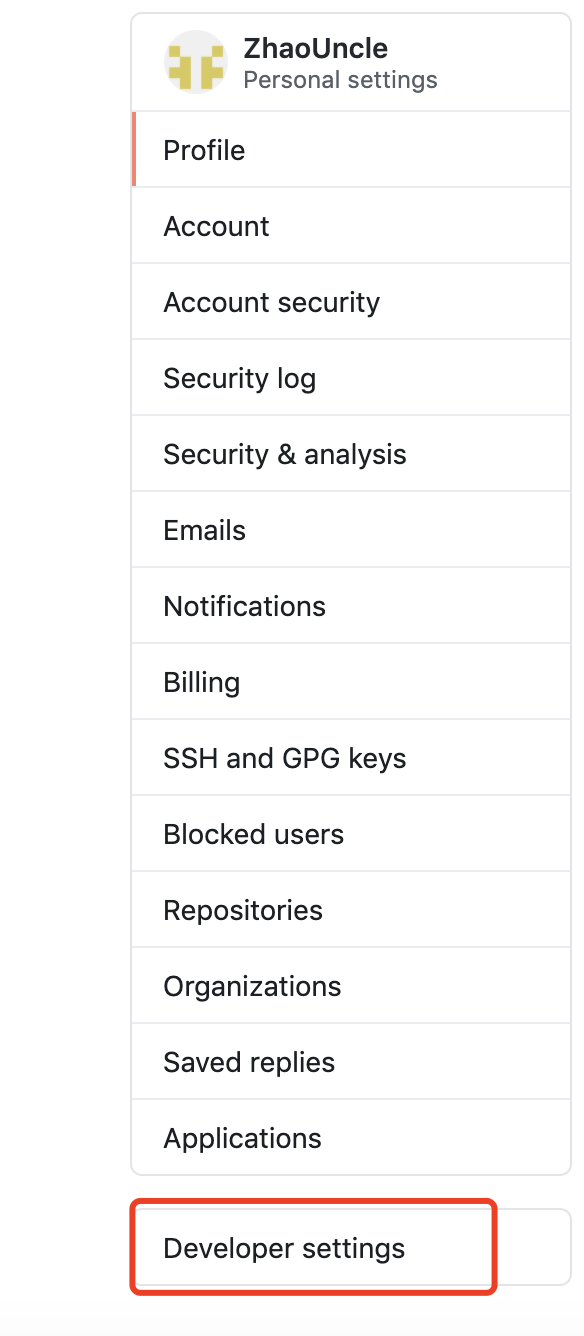 ZhaoUncle
Personal settings
Profile
Account
Account security
Security log
Security & analysis
Emails
Notifications
Billing
SSH and GPG keys
Blocked users
Repositories
Organizations
Saved replies
Applications
Developer settings